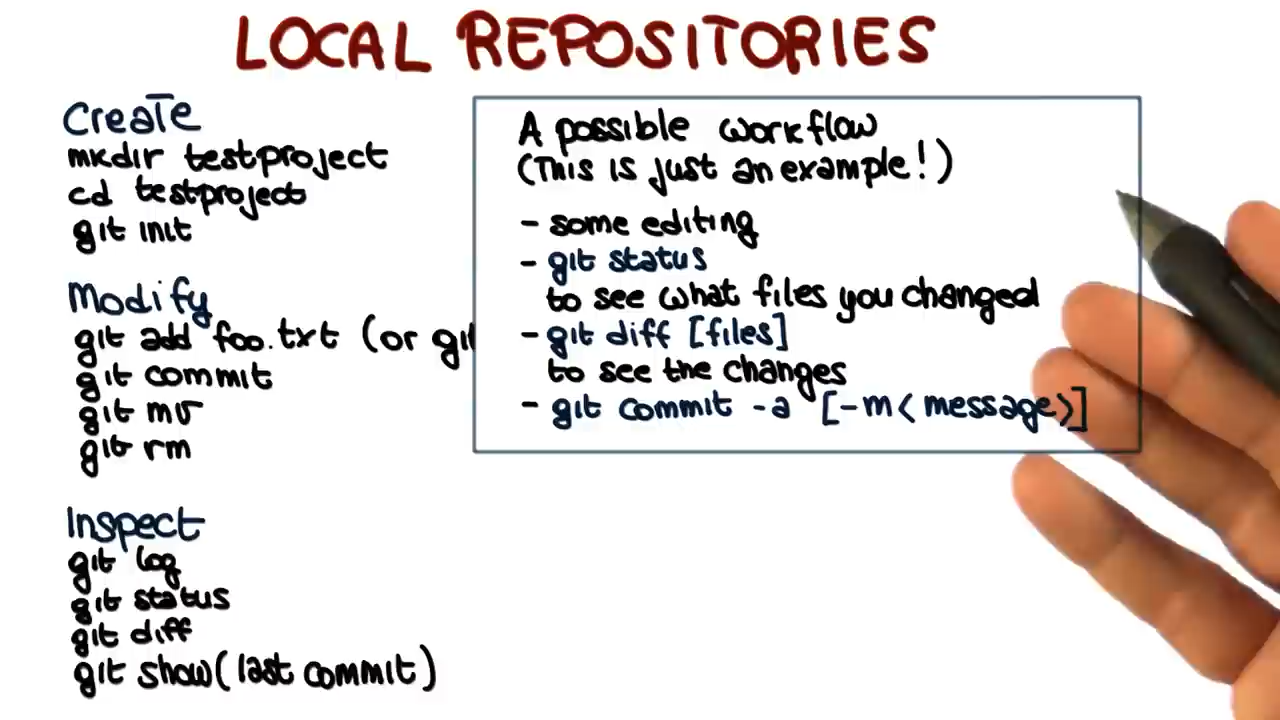 LOCAL REPOSITORIES
Create
mkdir testproject
cd testproject
git init
Modify
git add foo.txt (or git
git commit
git mv
git rm
Inspect
git log
git status
git diff
git show (last commit)
A possible workflow
(This is just an example!)
- some editing
- git status
to see what files you changed
- git diff [files]
to see the changes
- git commit -a [-m<message>]